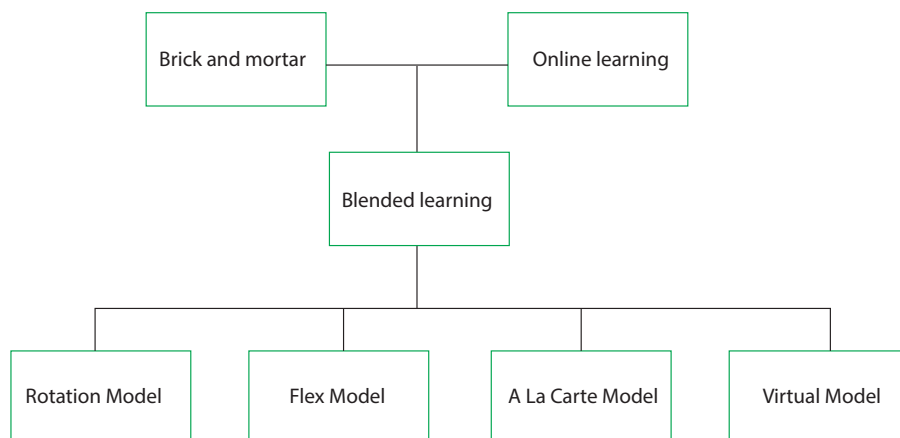 Brick and mortar
Online learning
Blended learning
Rotation Model
Flex Model
A La Carte Model
Virtual Model